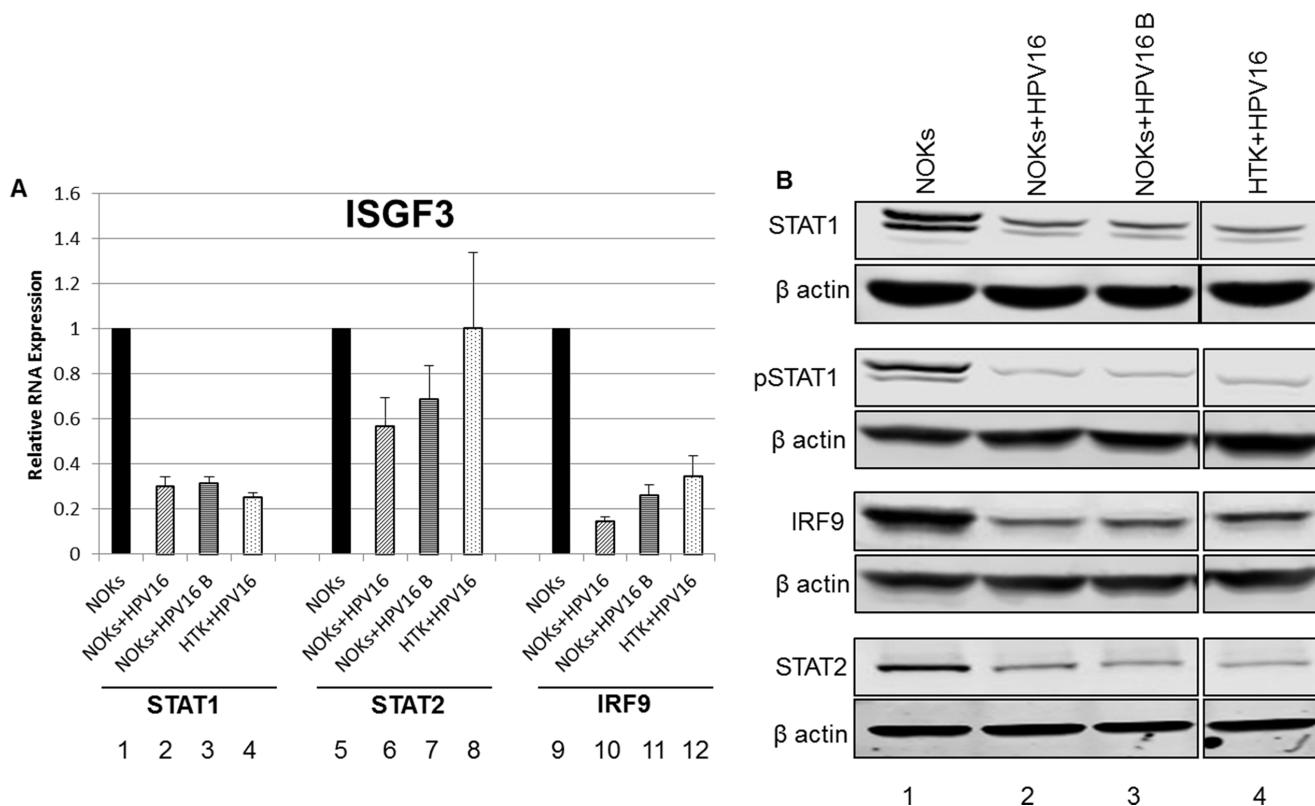 A
ISGF3
Relative RNA Expression
1.6
1.4
1.2
1
0.8
0.6
0.4
0.2
0
NOKs
NOKs+HPV16
NOKs+HPV16 B
HTK+HPV16
NOKs
NOKs+HPV16
NOKs+HPV16 B
HTK+HPV16
NOKs
NOKs+HPV16
NOKs+HPV16 B
HTK+HPV16
STAT1 STAT2 IRF9
1 2 3 4 5 6 7 8 9 10 11 12
B
NOKs
NOKs+HPV16
NOKs+HPV16 B
HTK+HPV16
STAT1
β actin
pSTAT1
β actin
IRF9
β actin
STAT2
β actin
1 2 3 4